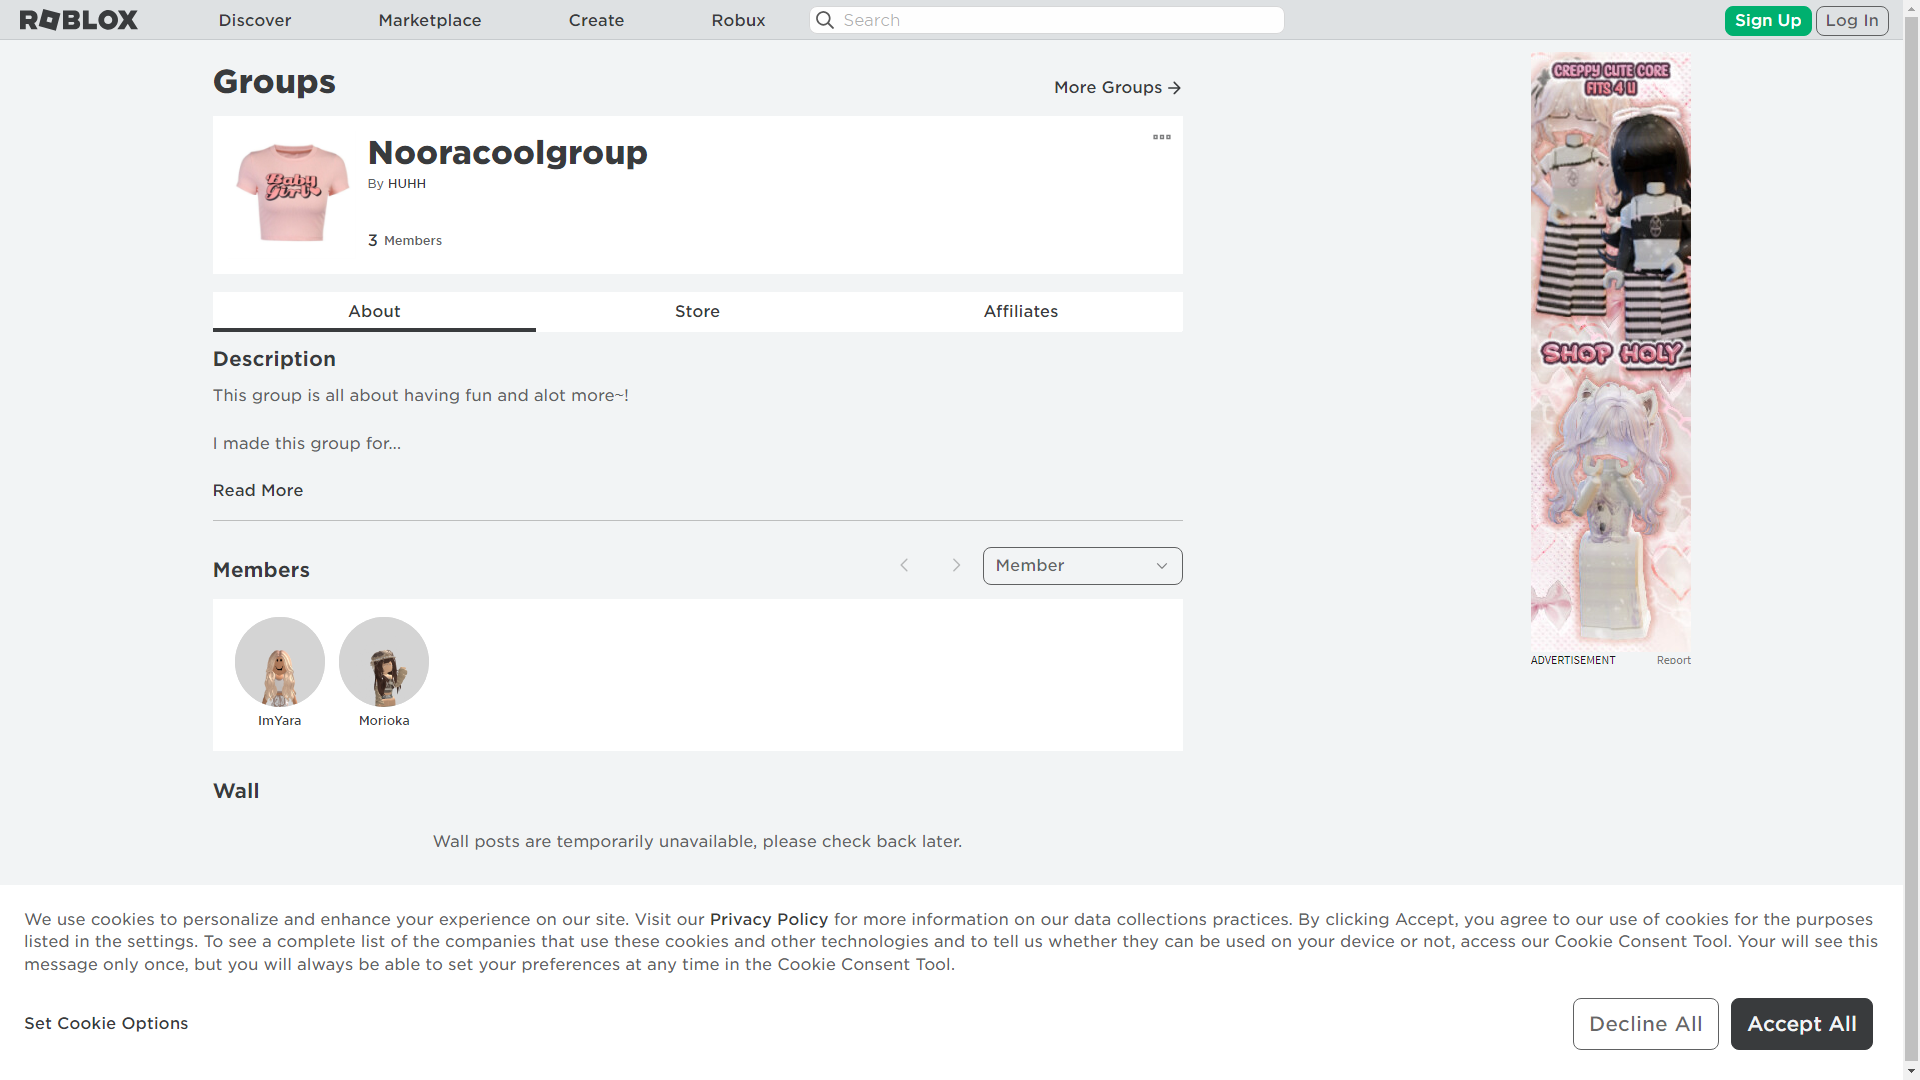 ROBLOX
Discover
Marketplace
Create
Robux
Search
Sign Up
Log In
Groups
More Groups
Baby
Girl
Nooracoolgroup
By HUHH
3 Members
About
Store
Affiliates
Description
This group is all about having fun and alot more~!
I made this group for...
Read More
Members
Member
ImYara
Morioka
Wall
Wall posts are temporarily unavailable, please check back later.
CREPPY CUTE CORE
FITS 4 U
SHOP HOLY
ADVERTISEMENT
Report
We use cookies to personalize and enhance your experience on our site. Visit our Privacy Policy for more information on our data collections practices. By clicking Accept, you agree to our use of cookies for the purposes
listed in the settings. To see a complete list of the companies that use these cookies and other technologies and to tell us whether they can be used on your device or not, access our Cookie Consent Tool. Your will see this
message only once, but you will always be able to set your preferences at any time in the Cookie Consent Tool.
Set Cookie Options
Decline All
Accept All